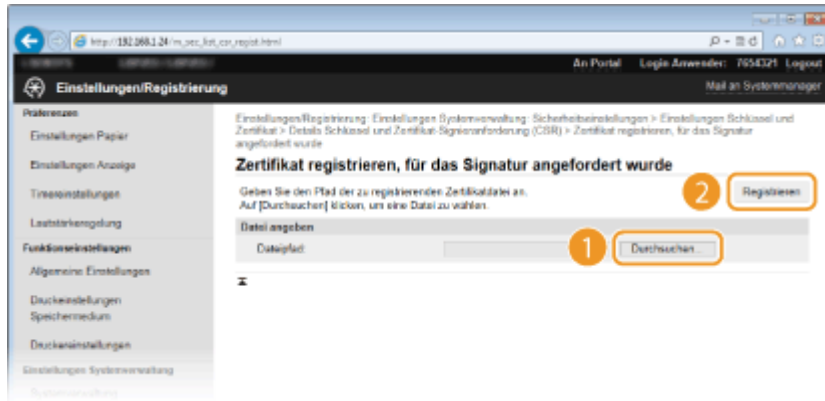 http://192.168.1.24/m_sec_list_csr_regist.html
An Portal Login Anwender: 7654321 Logout
Einstellungen/Registrierung
Mail an Systemmanager
Präferenzen
Einstellungen Papier
Einstellungen Anzeige
Timereinstellungen
Lautstärkeregelung
Funktionseinstellungen
Allgemeine Einstellungen
Druckeinstellungen
Speichermedium
Druckereinstellungen
Einstellungen Systemverwaltung
Systemverwaltung
Einstellungen/Registrierung: Einstellungen Systemverwaltung: Sicherheitseinstellungen > Einstellungen Schlüssel und
Zertifikat > Details Schlüssel und Zertifikat-Signieranforderung (CSR) > Zertifikat registrieren, für das Signatur
angefordert wurde
Zertifikat registrieren, für das Signatur angefordert wurde
Geben Sie den Pfad der zu registrierenden Zertifikatdatei an.
Auf [Durchsuchen] klicken, um eine Datei zu wählen.
2 Registrieren
Datei angeben
Dateipfad:
1 Durchsuchen...